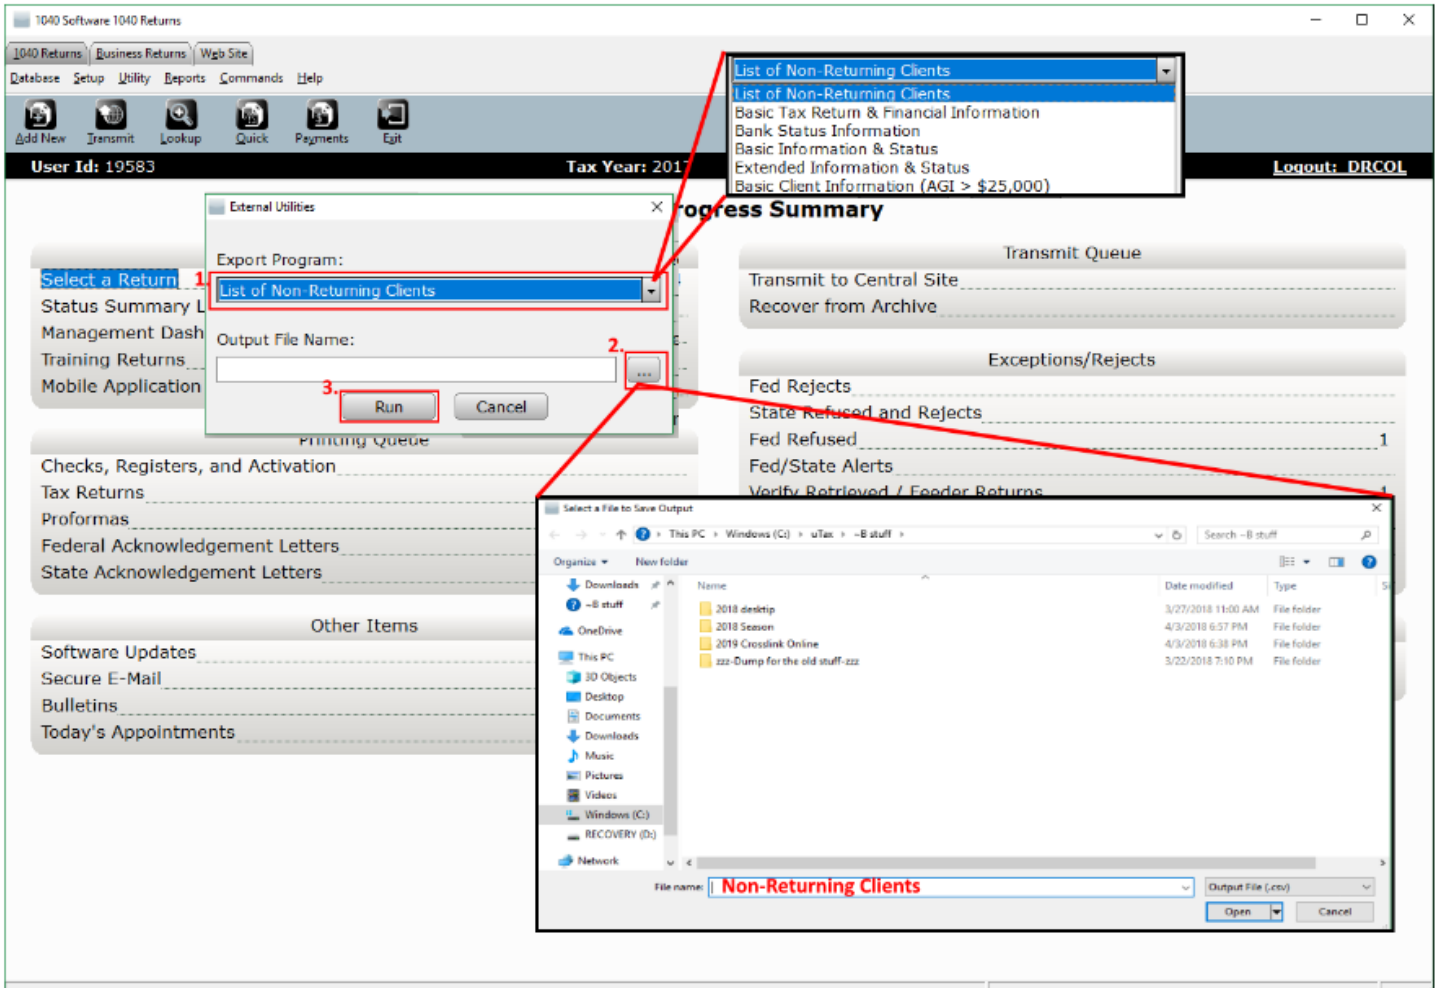 1040 Software 1040 Returns
1040 Returns Business Returns Web Site
Database Setup Utility Reports Commands Help
Add New Transmit Lookup Quick Payments Exit
User Id: 19583 Tax Year: 2017 Logout: DRCOL
List of Non-Returning Clients
List of Non-Returning Clients
Basic Tax Return & Financial Information
Bank Status Information
Basic Information & Status
Extended Information & Status
Basic Client Information (AGI > $25,000)
rogress Summary
Select a Return
Status Summary L
Management Dash
Training Returns
Mobile Application
External Utilities
Export Program:
1.
List of Non-Returning Clients
Output File Name:
2.
...
3.
Run Cancel
Transmit Queue
Transmit to Central Site
Recover from Archive
Exceptions/Rejects
Fed Rejects
State Refused and Rejects
Fed Refused 1
Fed/State Alerts
Verify Retrieved / Feeder Returns 1
Printing Queue
Checks, Registers, and Activation
Tax Returns
Proformas
Federal Acknowledgement Letters
State Acknowledgement Letters
Other Items
Software Updates
Secure E-Mail
Bulletins
Today's Appointments
Select a File to Save Output
This PC > Windows (C:) > uTax > ~B stuff > Search ~B stuff
Organize New folder
Downloads
~B stuff
OneDrive
This PC
3D Objects
Desktop
Documents
Downloads
Music
Pictures
Videos
Windows (C:)
RECOVERY (D:)
Network
Name Date modified Type Si
2018 desktip 3/27/2018 11:00 AM File folder
2018 Season 4/3/2018 6:57 PM File folder
2019 Crosslink Online 4/3/2018 6:38 PM File folder
zzz-Dump for the old stuff-zzz 3/22/2018 7:10 PM File folder
File name: Non-Returning Clients Output File (.csv)
Open Cancel